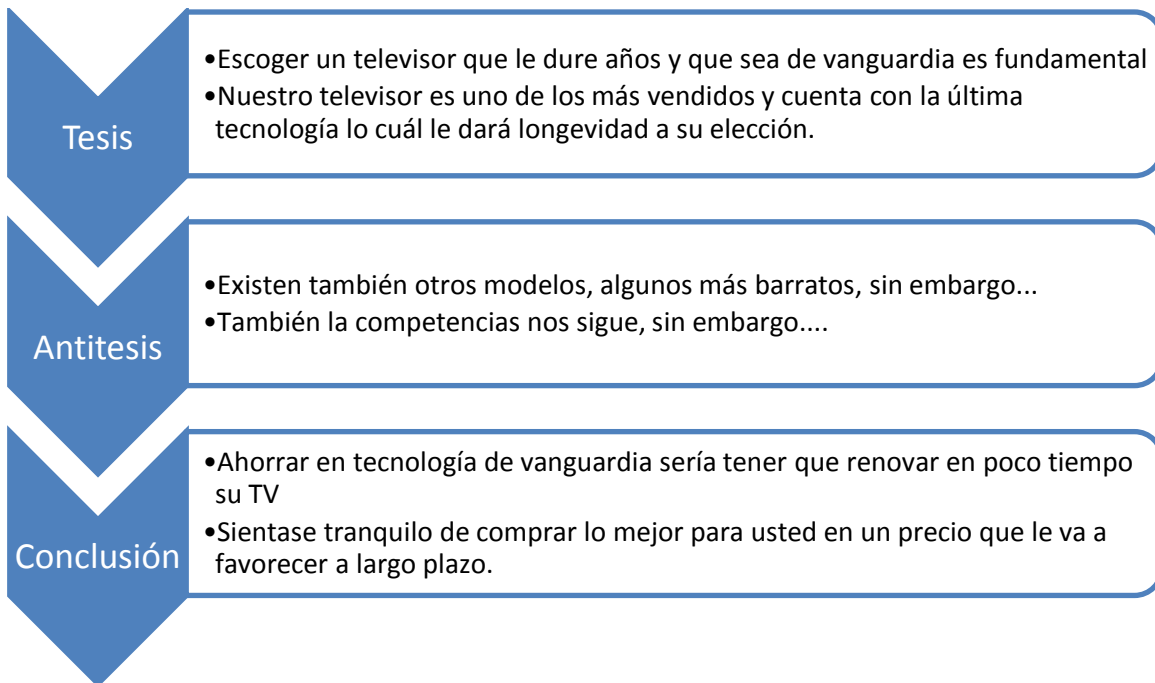 Tesis
•Escoger un televisor que le dure años y que sea de vanguardia es fundamental
•Nuestro televisor es uno de los más vendidos y cuenta con la última
tecnología lo cuál le dará longevidad a su elección.
Antitesis
•Existen también otros modelos, algunos más barratos, sin embargo...
•También la competencias nos sigue, sin embargo....
Conclusión
•Ahorrar en tecnología de vanguardia sería tener que renovar en poco tiempo
su TV
•Sientase tranquilo de comprar lo mejor para usted en un precio que le va a
favorecer a largo plazo.